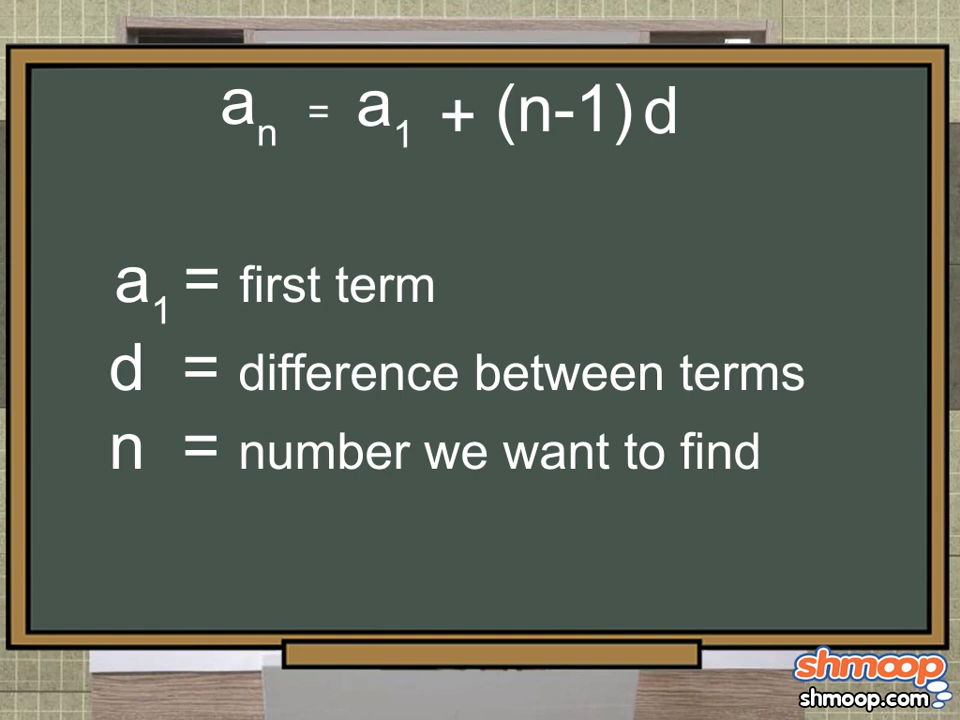 aₙ = a₁ + (n-1) d
a₁ = first term
d = difference between terms
n = number we want to find
shmoop
shmoop.com